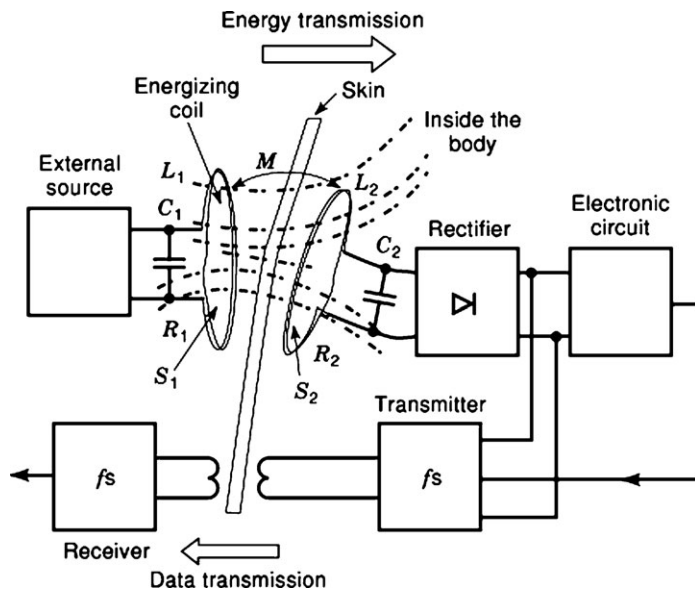 Energy transmission
Skin
Energizing
coil
Inside the
body
External
source
L1
M
L2
C1
C2
Rectifier
Electronic
circuit
R1
R2
S1
S2
Transmitter
fs
fs
Receiver
Data transmission